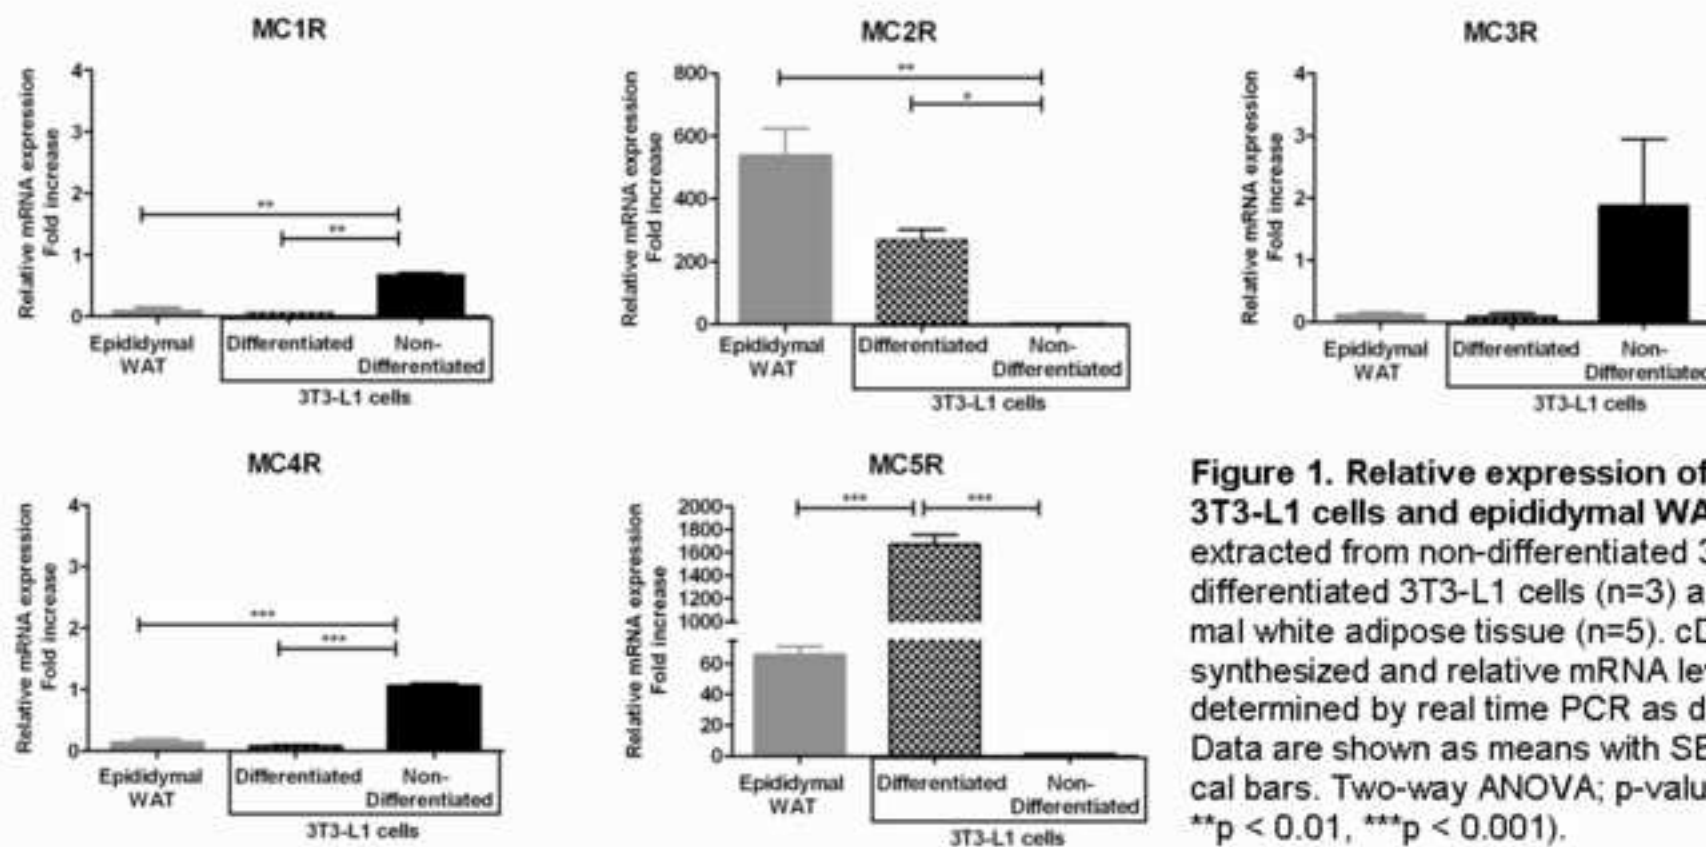 MC1R
Relative mRNA expression
Fold increase
4
3
2
1
0
**
**
Epididymal
WAT
Differentiated
Non-
Differentiated
3T3-L1 cells
MC2R
Relative mRNA expression
Fold increase
800
600
400
200
0
**
*
Epididymal
WAT
Differentiated
Non-
Differentiated
3T3-L1 cells
MC3R
Relative mRNA expression
Fold increase
4
3
2
1
0
Epididymal
WAT
Differentiated
Non-
Differentiated
3T3-L1 cells
MC4R
Relative mRNA expression
Fold increase
4
3
2
1
0
***
***
Epididymal
WAT
Differentiated
Non-
Differentiated
3T3-L1 cells
MC5R
Relative mRNA expression
Fold increase
2000
1800
1600
1400
1200
1000
60
40
20
0
***
***
Epididymal
WAT
Differentiated
Non-
Differentiated
3T3-L1 cells
Figure 1. Relative expression of
3T3-L1 cells and epididymal WA
extracted from non-differentiated 3
differentiated 3T3-L1 cells (n=3) a
mal white adipose tissue (n=5). cD
synthesized and relative mRNA lev
determined by real time PCR as d
Data are shown as means with SE
cal bars. Two-way ANOVA; p-valu
**p < 0.01, ***p < 0.001).